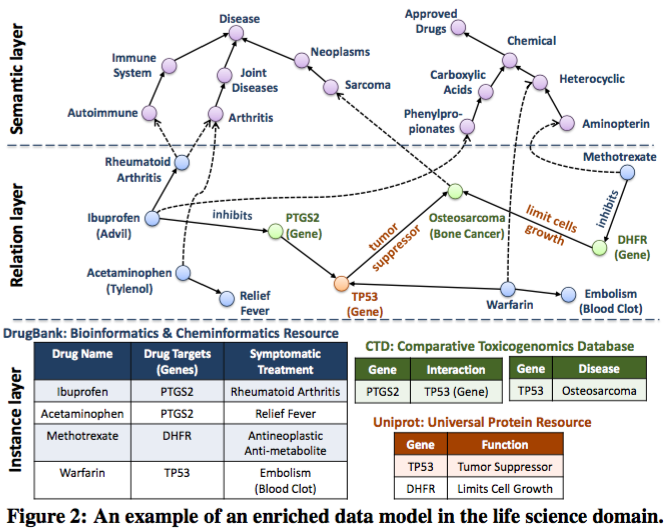 Semantic layer
Disease
Immune
System
Neoplasms
Joint
Diseases
Sarcoma
Autoimmune
Arthritis
Approved
Drugs
Chemical
Carboxylic
Acids
Heterocyclic
Phenylpro-
pionates
Aminopterin
Relation layer
Rheumatoid
Arthritis
Methotrexate
Ibuprofen
(Advil)
inhibits
PTGS2
(Gene)
tumor
suppressor
Osteosarcoma
(Bone Cancer)
limit cells
growth
inhibits
DHFR
(Gene)
Acetaminophen
(Tylenol)
Relief
Fever
TP53
(Gene)
Warfarin
Embolism
(Blood Clot)
Instance layer
DrugBank: Bioinformatics & Cheminformatics Resource
Drug Name Drug Targets (Genes) Symptomatic Treatment
Ibuprofen PTGS2 Rheumatoid Arthritis
Acetaminophen PTGS2 Relief Fever
Methotrexate DHFR Antineoplastic
Anti-metabolite
Warfarin TP53 Embolism
(Blood Clot)
CTD: Comparative Toxicogenomics Database
Gene Interaction
PTGS2 TP53 (Gene)
Gene Disease
TP53 Osteosarcoma
Uniprot: Universal Protein Resource
Gene Function
TP53 Tumor Suppressor
DHFR Limits Cell Growth
Figure 2: An example of an enriched data model in the life science domain.